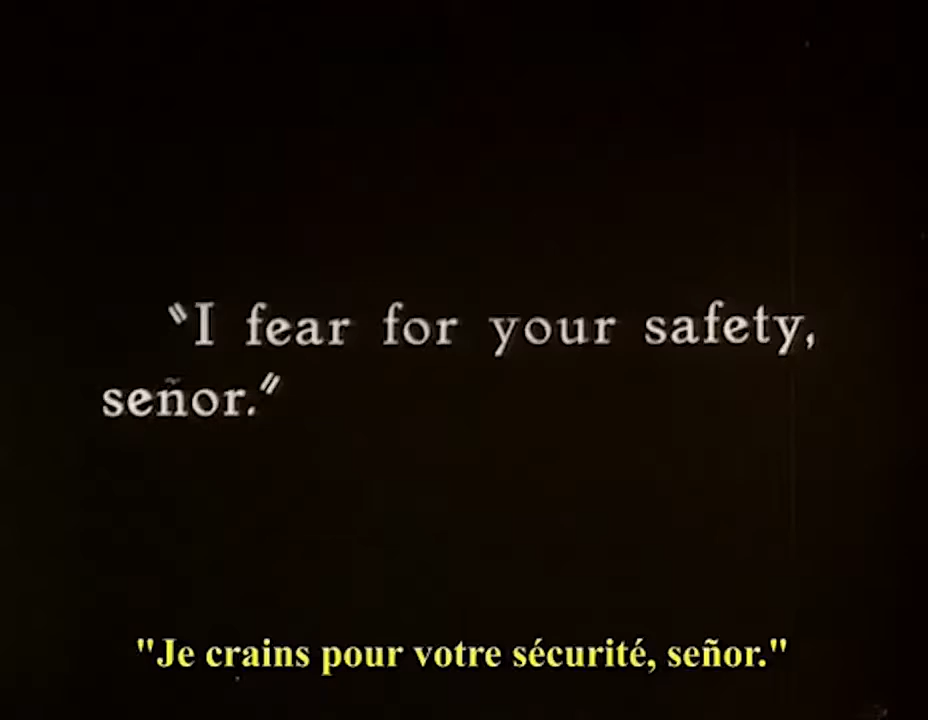 "I fear for your safety,
señor."
"Je crains pour votre sécurité, señor."